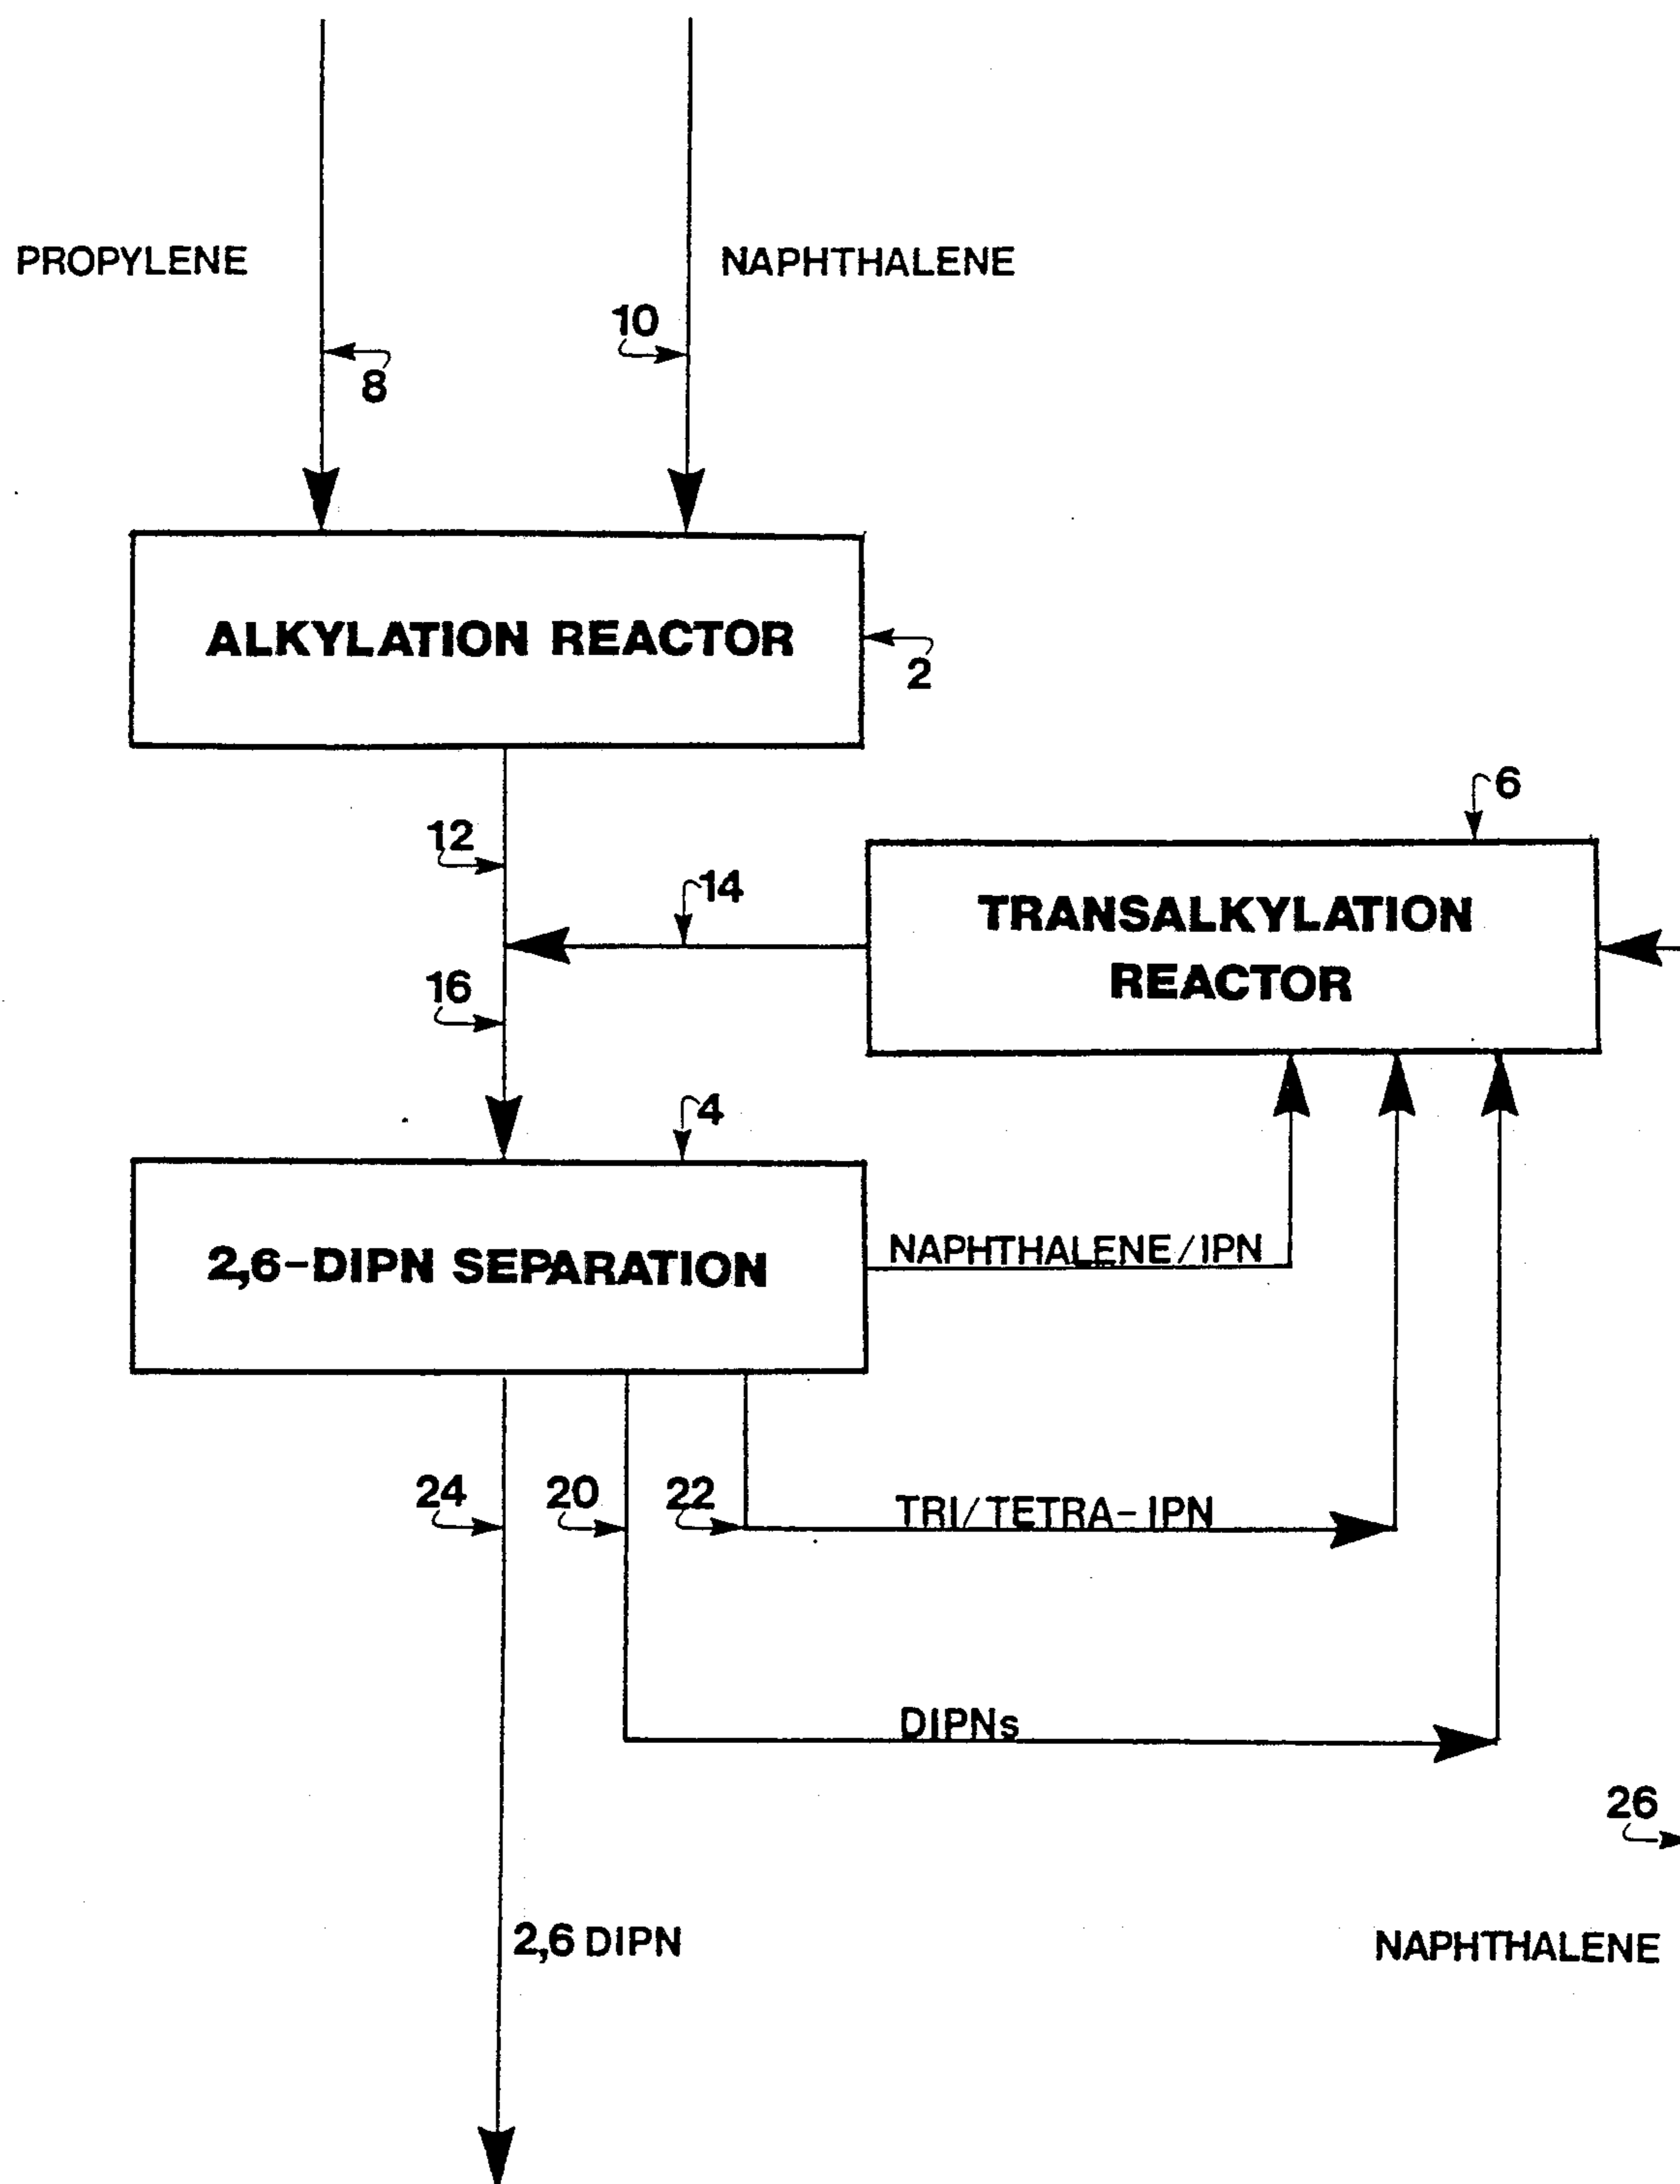 PROPYLENE
NAPHTHALENE
10
8
ALKYLATION REACTOR
2
6
12
14
TRANSALKYLATION
REACTOR
16
4
NAPHTHALENE/IPN
2,6-DIPN SEPARATION
24
20
22
TRI/TETRA-IPN
DIPNs
26
2,6 DIPN
NAPHTHALENE